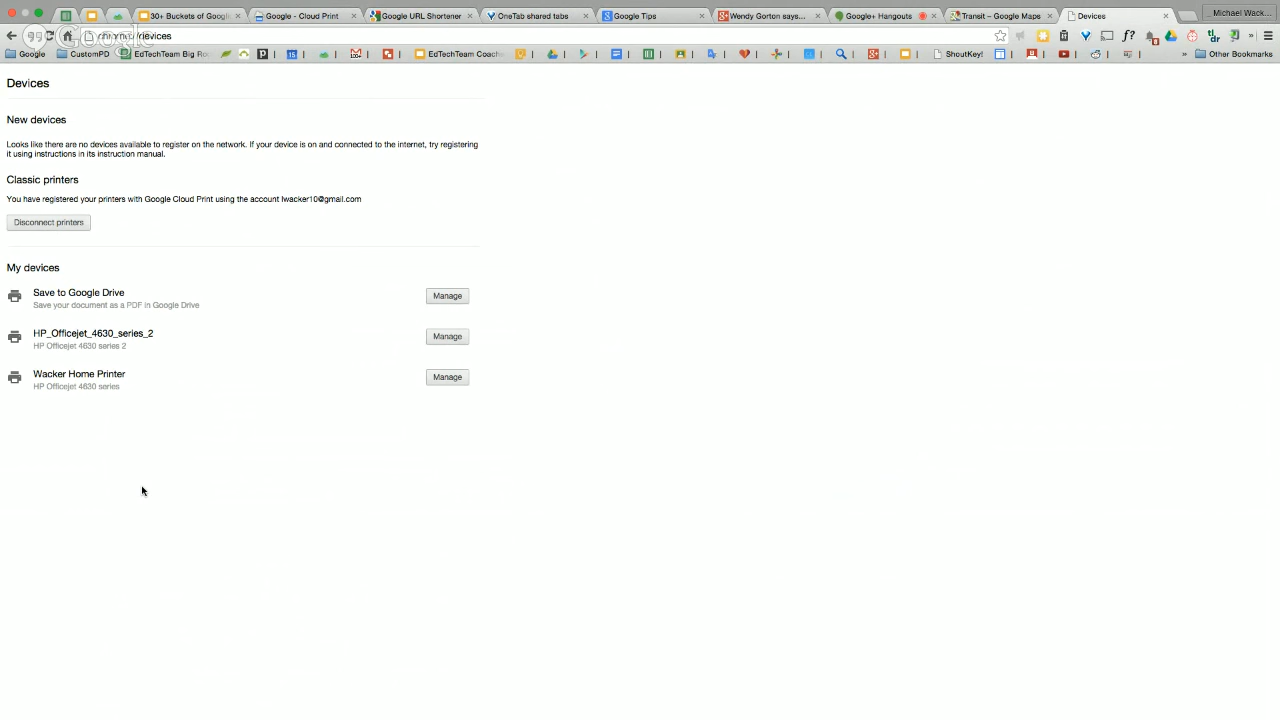 30+ Buckets of Google
Google - Cloud Print
Google URL Shortener
OneTab shared tabs
Google Tips
Wendy Gorton says...
Google+ Hangouts
Transit – Google Maps
Devices
Michael Wack...
Google
devices
Google
CustomPD
EdTechTeam Big Ro
EdTechTeam Coach
ShoutKey!
Other Bookmarks
Devices
New devices
Looks like there are no devices available to register on the network. If your device is on and connected to the internet, try registering
it using instructions in its instruction manual.
Classic printers
You have registered your printers with Google Cloud Print using the account lwacker10@gmail.com
Disconnect printers
My devices
Save to Google Drive
Save your document as a PDF in Google Drive
Manage
HP_Officejet_4630_series_2
HP Officejet 4630 series 2
Manage
Wacker Home Printer
HP Officejet 4630 series
Manage